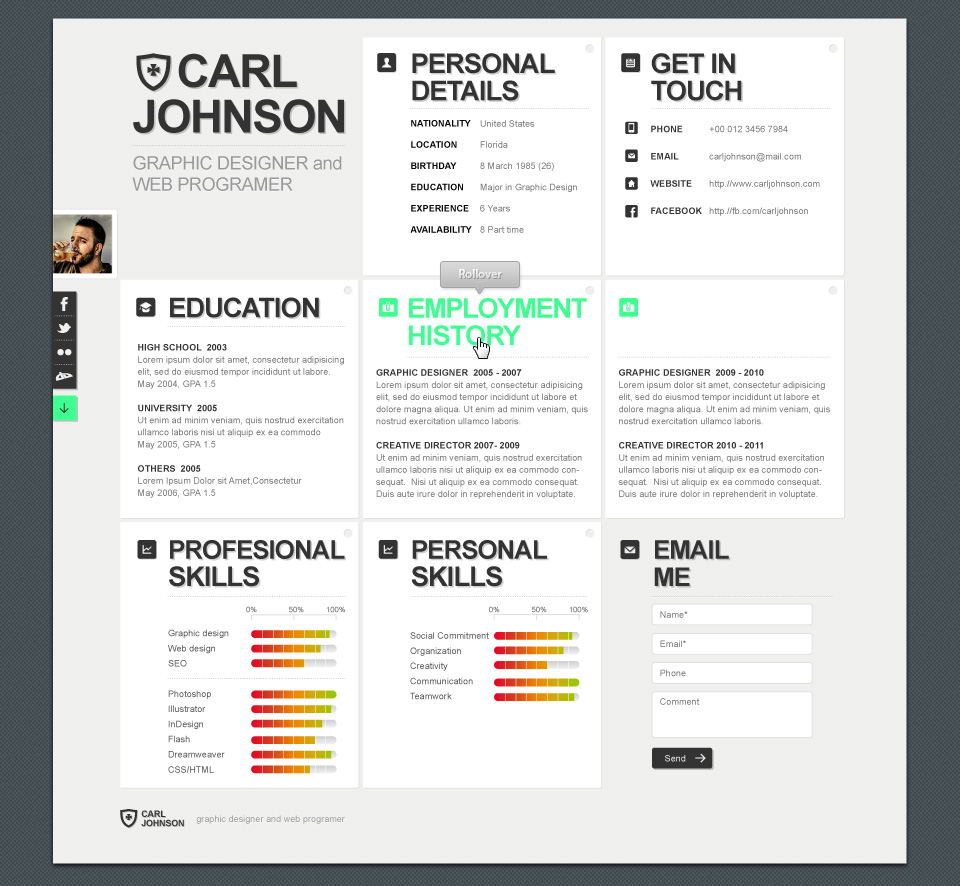 CARL
JOHNSON
GRAPHIC DESIGNER and
WEB PROGRAMER
PERSONAL
DETAILS
NATIONALITY United States
LOCATION Florida
BIRTHDAY 8 March 1985 (26)
EDUCATION Major in Graphic Design
EXPERIENCE 6 Years
AVAILABILITY 8 Part time
GET IN
TOUCH
PHONE +00 012 3456 7984
EMAIL carljohnson@mail.com
WEBSITE http://www.carljohnson.com
FACEBOOK http://fb.com/carljohnson
EDUCATION
HIGH SCHOOL 2003
Lorem ipsum dolor sit amet, consectetur adipisicing
elit, sed do eiusmod tempor incididunt ut labore.
May 2004, GPA 1.5
UNIVERSITY 2005
Ut enim ad minim veniam, quis nostrud exercitation
ullamco laboris nisi ut aliquip ex ea commodo
May 2005, GPA 1.5
OTHERS 2005
Lorem Ipsum Dolor sit Amet,Consectetur
May 2006, GPA 1.5
Rollover
EMPLOYMENT
HISTORY
GRAPHIC DESIGNER 2005 - 2007
Lorem ipsum dolor sit amet, consectetur adipisicing
elit, sed do eiusmod tempor incididunt ut labore et
dolore magna aliqua. Ut enim ad minim veniam, quis
nostrud exercitation ullamco laboris.
CREATIVE DIRECTOR 2007- 2009
Ut enim ad minim veniam, quis nostrud exercitation
ullamco laboris nisi ut aliquip ex ea commodo con-
sequat. Nisi ut aliquip ex ea commodo consequat.
Duis aute irure dolor in reprehenderit in voluptate.
GRAPHIC DESIGNER 2009 - 2010
Lorem ipsum dolor sit amet, consectetur adipisicing
elit, sed do eiusmod tempor incididunt ut labore et
dolore magna aliqua. Ut enim ad minim veniam, quis
nostrud exercitation ullamco laboris.
CREATIVE DIRECTOR 2010 - 2011
Ut enim ad minim veniam, quis nostrud exercitation
ullamco laboris nisi ut aliquip ex ea commodo con-
sequat. Nisi ut aliquip ex ea commodo consequat.
Duis aute irure dolor in reprehenderit in voluptate.
PROFESIONAL
SKILLS
0% 50% 100%
Graphic design
Web design
SEO
Photoshop
Illustrator
InDesign
Flash
Dreamweaver
CSS/HTML
PERSONAL
SKILLS
0% 50% 100%
Social Commitment
Organization
Creativity
Communication
Teamwork
EMAIL
ME
Name*
Email*
Phone
Comment
Send
CARL
JOHNSON
graphic designer and web programer